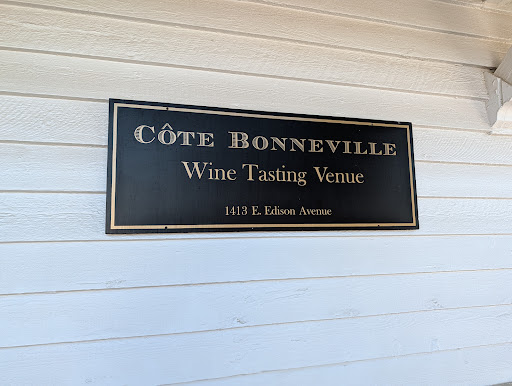 CÔTE BONNEVILLE
Wine Tasting Venue
1413 E. Edison Avenue